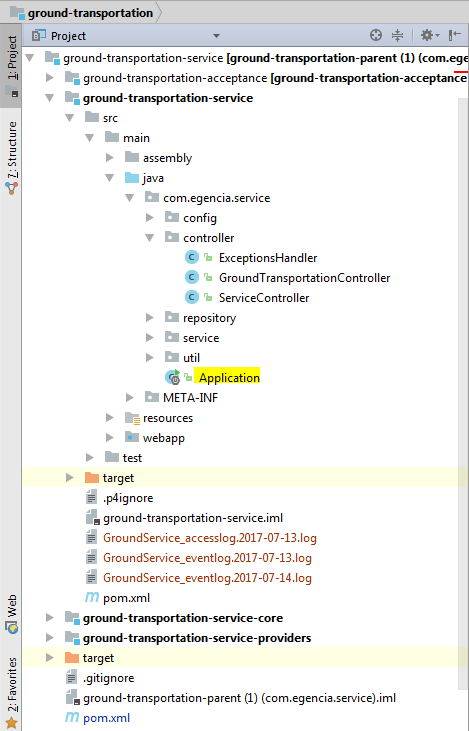 ground-transportation
Project
ground-transportation-service [ground-transportation-parent (1) (com.ege
ground-transportation-acceptance [ground-transportation-acceptance
ground-transportation-service
src
main
assembly
java
com.egencia.service
config
controller
ExceptionsHandler
GroundTransportationController
ServiceController
repository
service
util
Application
META-INF
resources
webapp
test
target
.p4ignore
ground-transportation-service.iml
GroundService_accesslog.2017-07-13.log
GroundService_eventlog.2017-07-13.log
GroundService_eventlog.2017-07-14.log
pom.xml
ground-transportation-service-core
ground-transportation-service-providers
target
.gitignore
ground-transportation-parent (1) (com.egencia.service).iml
pom.xml
1: Project
7: Structure
Web
2: Favorites